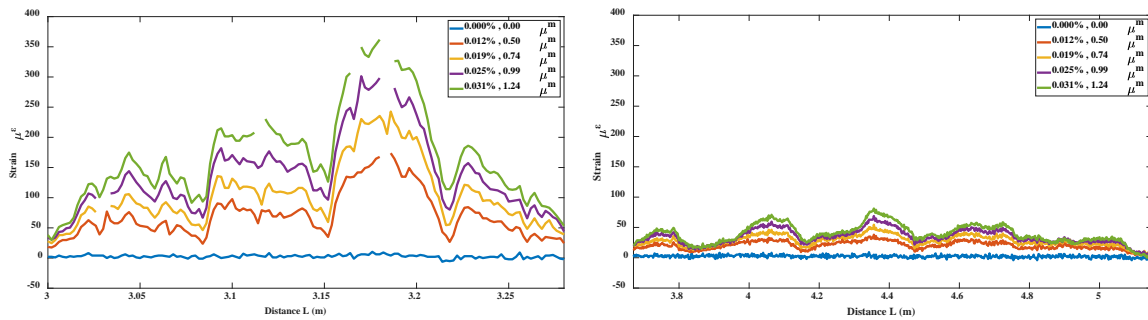 400
350
300
250
200
150
100
50
0
-50
Strain µε
3
3.05
3.1
3.15
3.2
3.25
Distance L (m)
0.000% , 0.00 µm
0.012% , 0.50 µm
0.019% , 0.74 µm
0.025% , 0.99 µm
0.031% , 1.24 µm
400
350
300
250
200
150
100
50
0
-50
Strain µε
3.8
4
4.2
4.4
4.6
4.8
5
Distance L (m)
0.000% , 0.00 µm
0.012% , 0.50 µm
0.019% , 0.74 µm
0.025% , 0.99 µm
0.031% , 1.24 µm